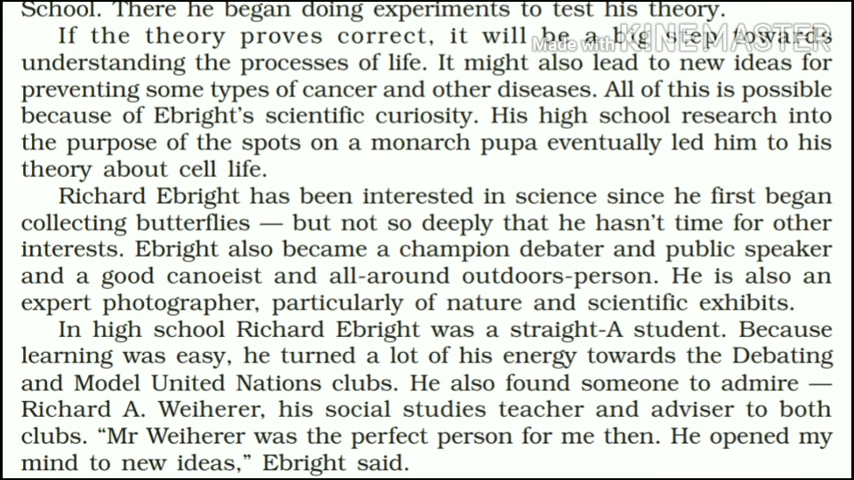 School. There he began doing experiments to test his theory.
If the theory proves correct, it will be a big step towards
Made with KINEMASTER
understanding the processes of life. It might also lead to new ideas for
preventing some types of cancer and other diseases. All of this is possible
because of Ebright's scientific curiosity. His high school research into
the purpose of the spots on a monarch pupa eventually led him to his
theory about cell life.
Richard Ebright has been interested in science since he first began
collecting butterflies — but not so deeply that he hasn't time for other
interests. Ebright also became a champion debater and public speaker
and a good canoeist and all-around outdoors-person. He is also an
expert photographer, particularly of nature and scientific exhibits.
In high school Richard Ebright was a straight-A student. Because
learning was easy, he turned a lot of his energy towards the Debating
and Model United Nations clubs. He also found someone to admire —
Richard A. Weiherer, his social studies teacher and adviser to both
clubs. “Mr Weiherer was the perfect person for me then. He opened my
mind to new ideas,” Ebright said.